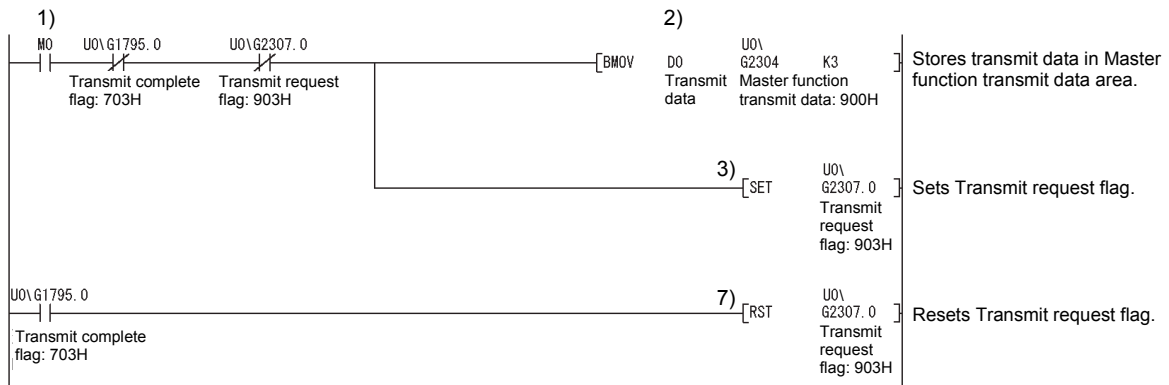 1)
2)
M0 U0\G1795.0 U0\G2307.0
U0\
[BMOV D0 G2304 K3 ]
Transmit complete
flag: 703H
Transmit request
flag: 903H
Transmit
data
Master function
transmit data: 900H
Stores transmit data in Master
function transmit data area.
3)
U0\
[SET G2307.0 ]
Transmit
request
flag: 903H
Sets Transmit request flag.
U0\G1795.0
Transmit complete
flag: 703H
7)
U0\
[RST G2307.0 ]
Transmit
request
flag: 903H
Resets Transmit request flag.